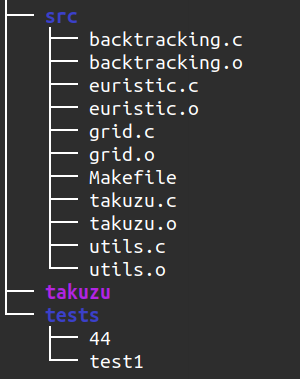 src
backtracking.c
backtracking.o
euristic.c
euristic.o
grid.c
grid.o
Makefile
takuzu.c
takuzu.o
utils.c
utils.o
takuzu
tests
44
test1